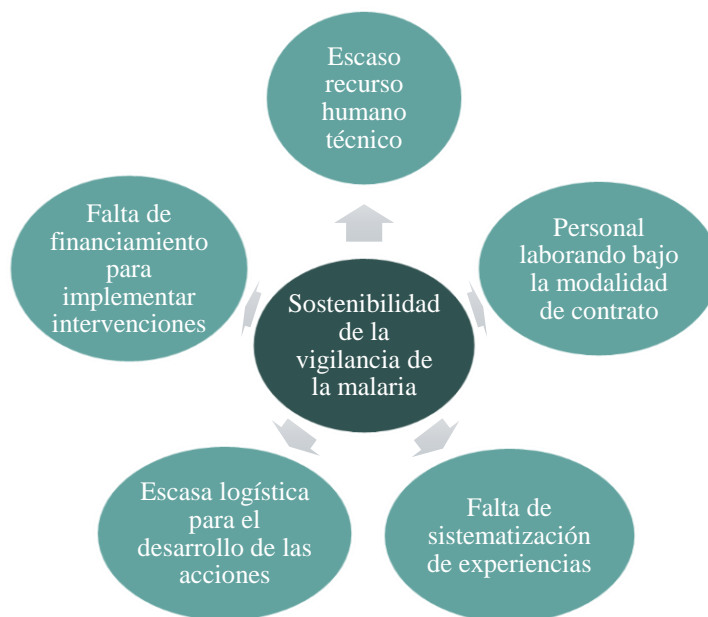 Escaso
recurso
humano
técnico
Falta de
financiamiento
para
implementar
intervenciones
Personal
laborando bajo
la modalidad
de contrato
Sostenibilidad
de la
vigilancia de
la malaria
Escasa logística
para el
desarrollo de las
acciones
Falta de
sistematización
de experiencias